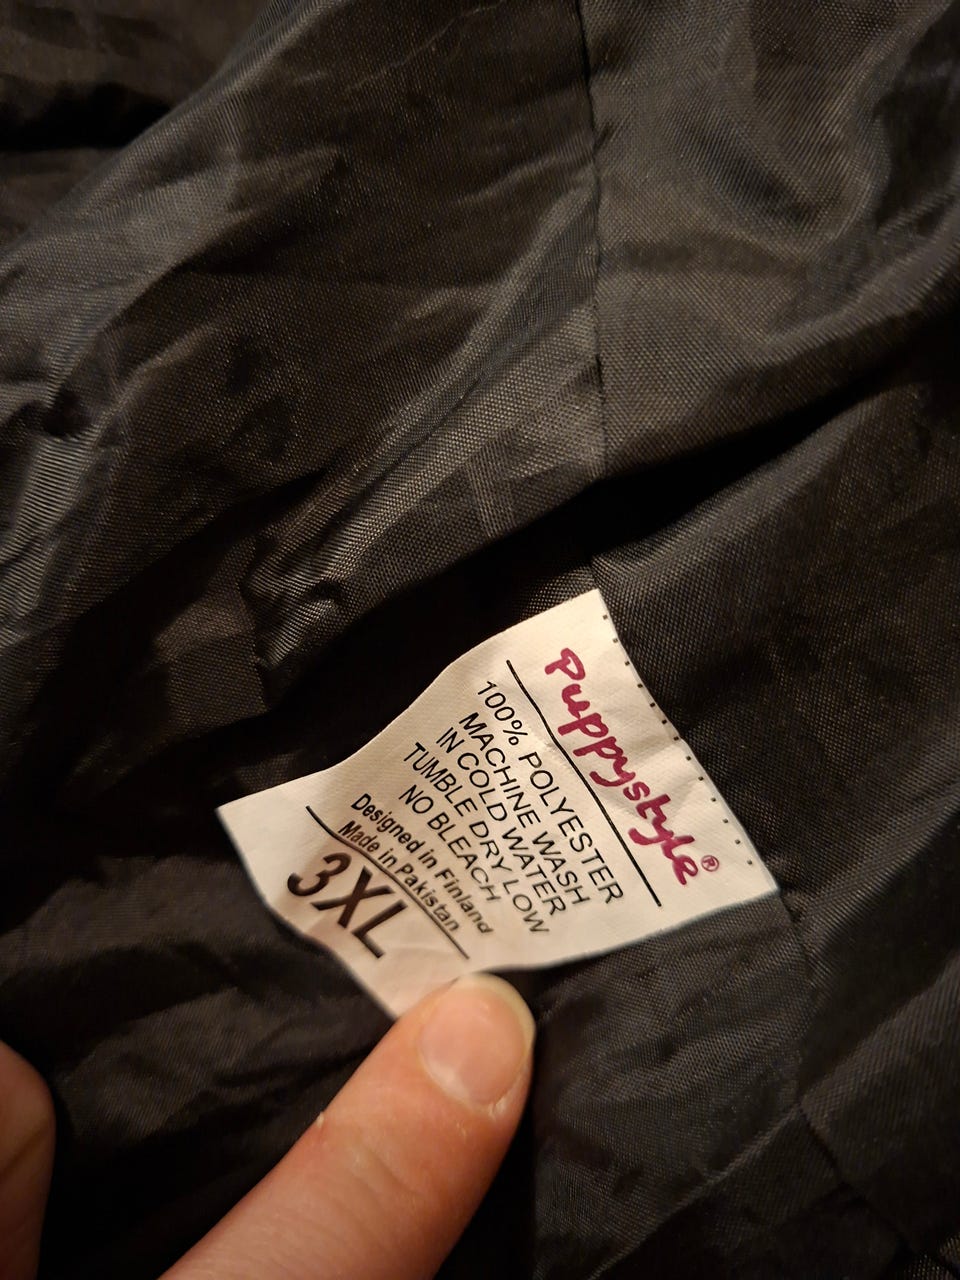 Puppystyle®
100% POLYESTER
MACHINE WASH
IN COLD WATER
TUMBLE DRY LOW
NO BLEACH
Designed in Finland
Made in Pakistan
3XL